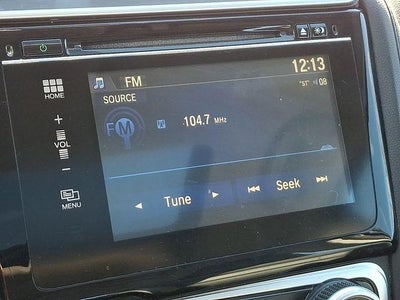 FM
12:13
SOURCE
"ST" 08
HOME
FM
104.7 MHz
+
VOL
-
Tune
Seek
MENU